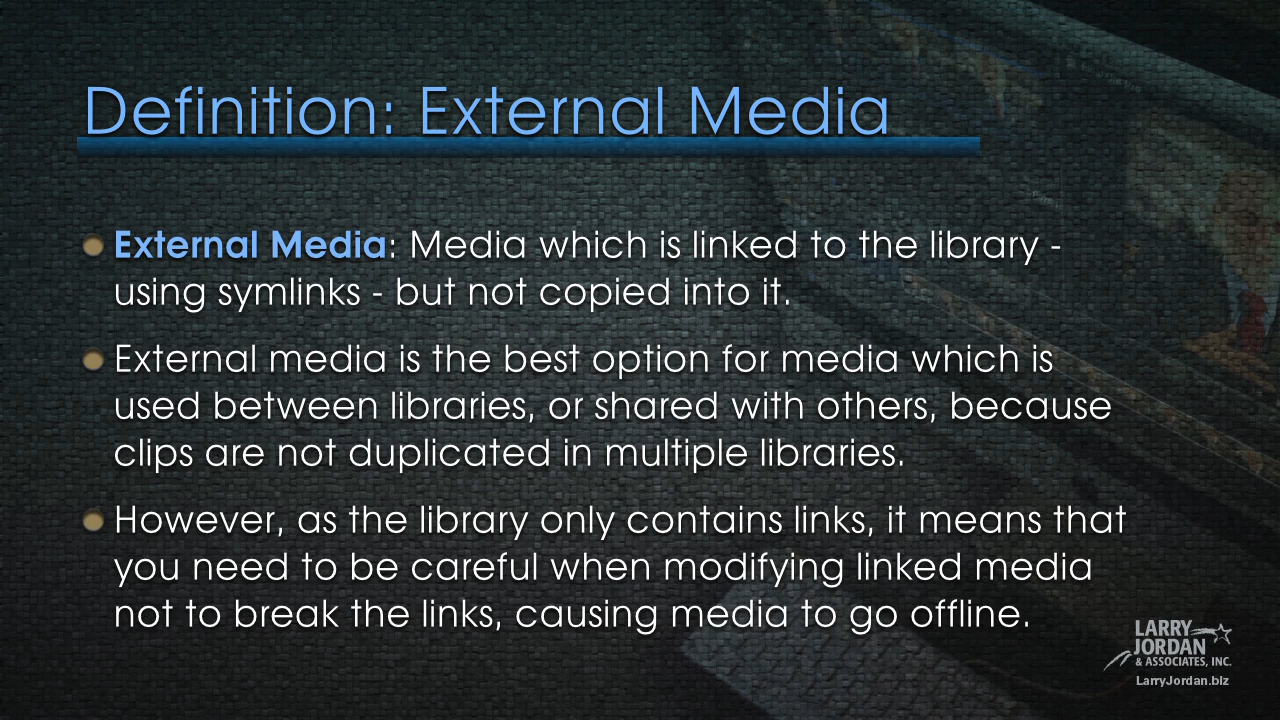 Definition: External Media
External Media: Media which is linked to the library -
using symlinks - but not copied into it.
External media is the best option for media which is
used between libraries, or shared with others, because
clips are not duplicated in multiple libraries.
However, as the library only contains links, it means that
you need to be careful when modifying linked media
not to break the links, causing media to go offline.
LARRY
JORDAN
& ASSOCIATES, INC.
LarryJordan.biz